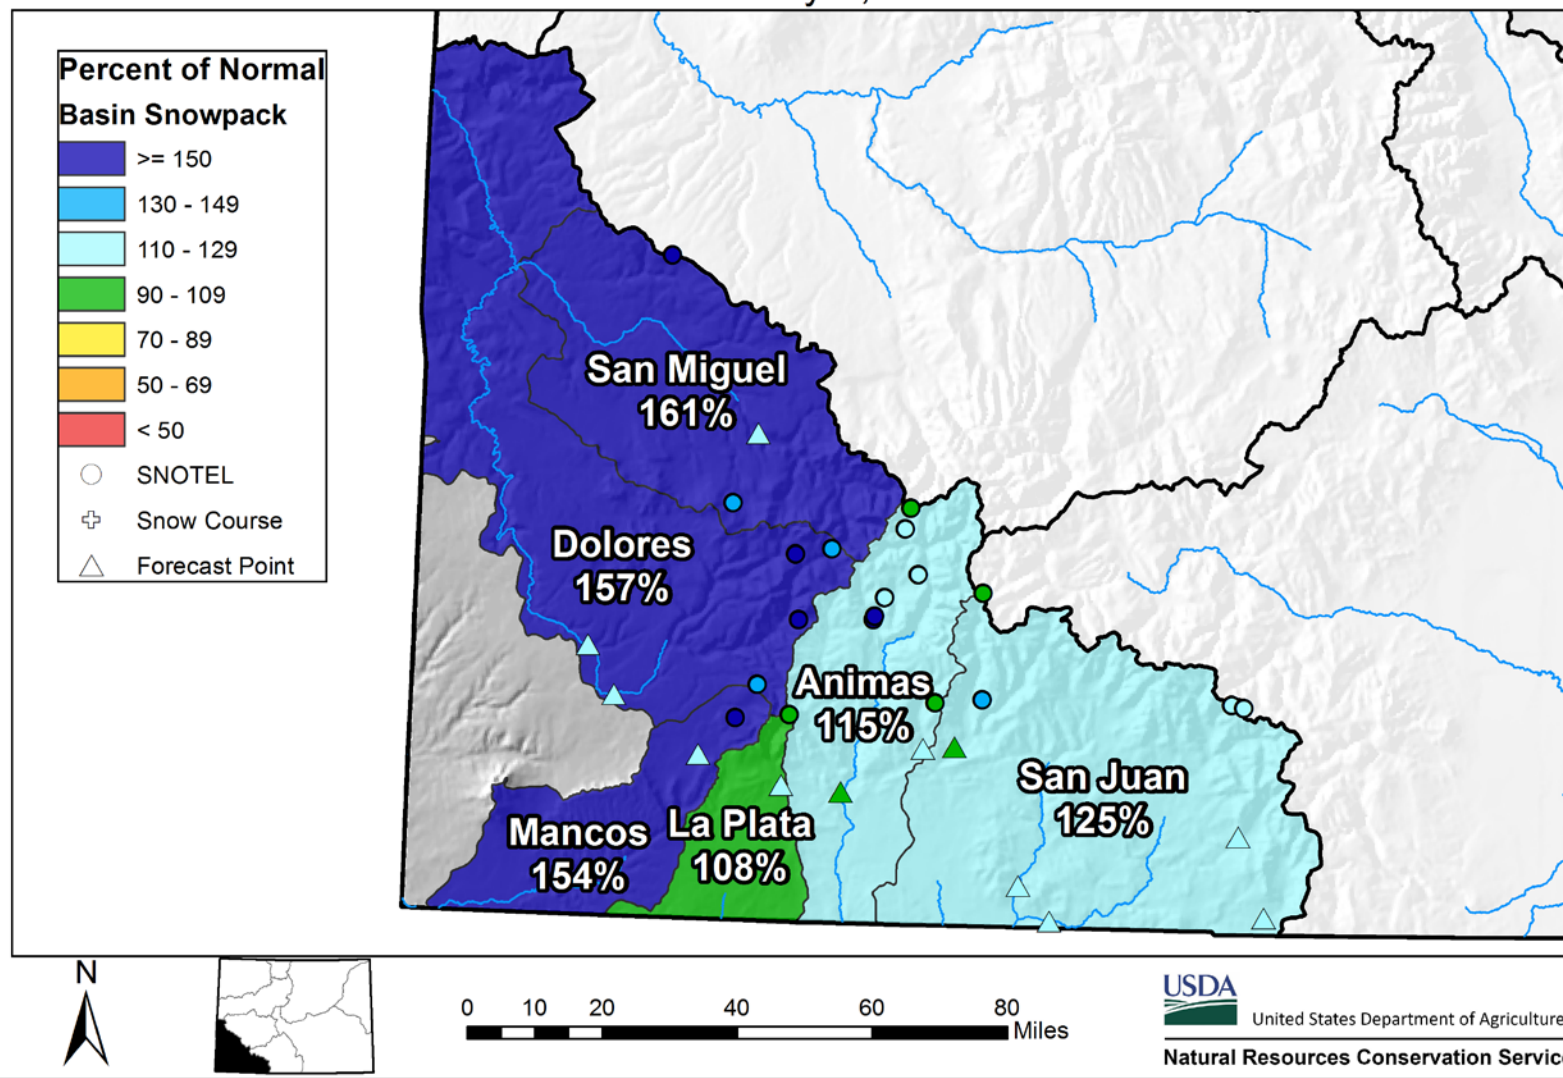 Percent of Normal
Basin Snowpack
>= 150
130 - 149
110 - 129
90 - 109
70 - 89
50 - 69
< 50
SNOTEL
Snow Course
Forecast Point
San Miguel
161%
Dolores
157%
Animas
115%
San Juan
125%
Mancos
154%
La Plata
108%
N
0 10 20 40 60 80
Miles
USDA
United States Department of Agriculture
Natural Resources Conservation Service